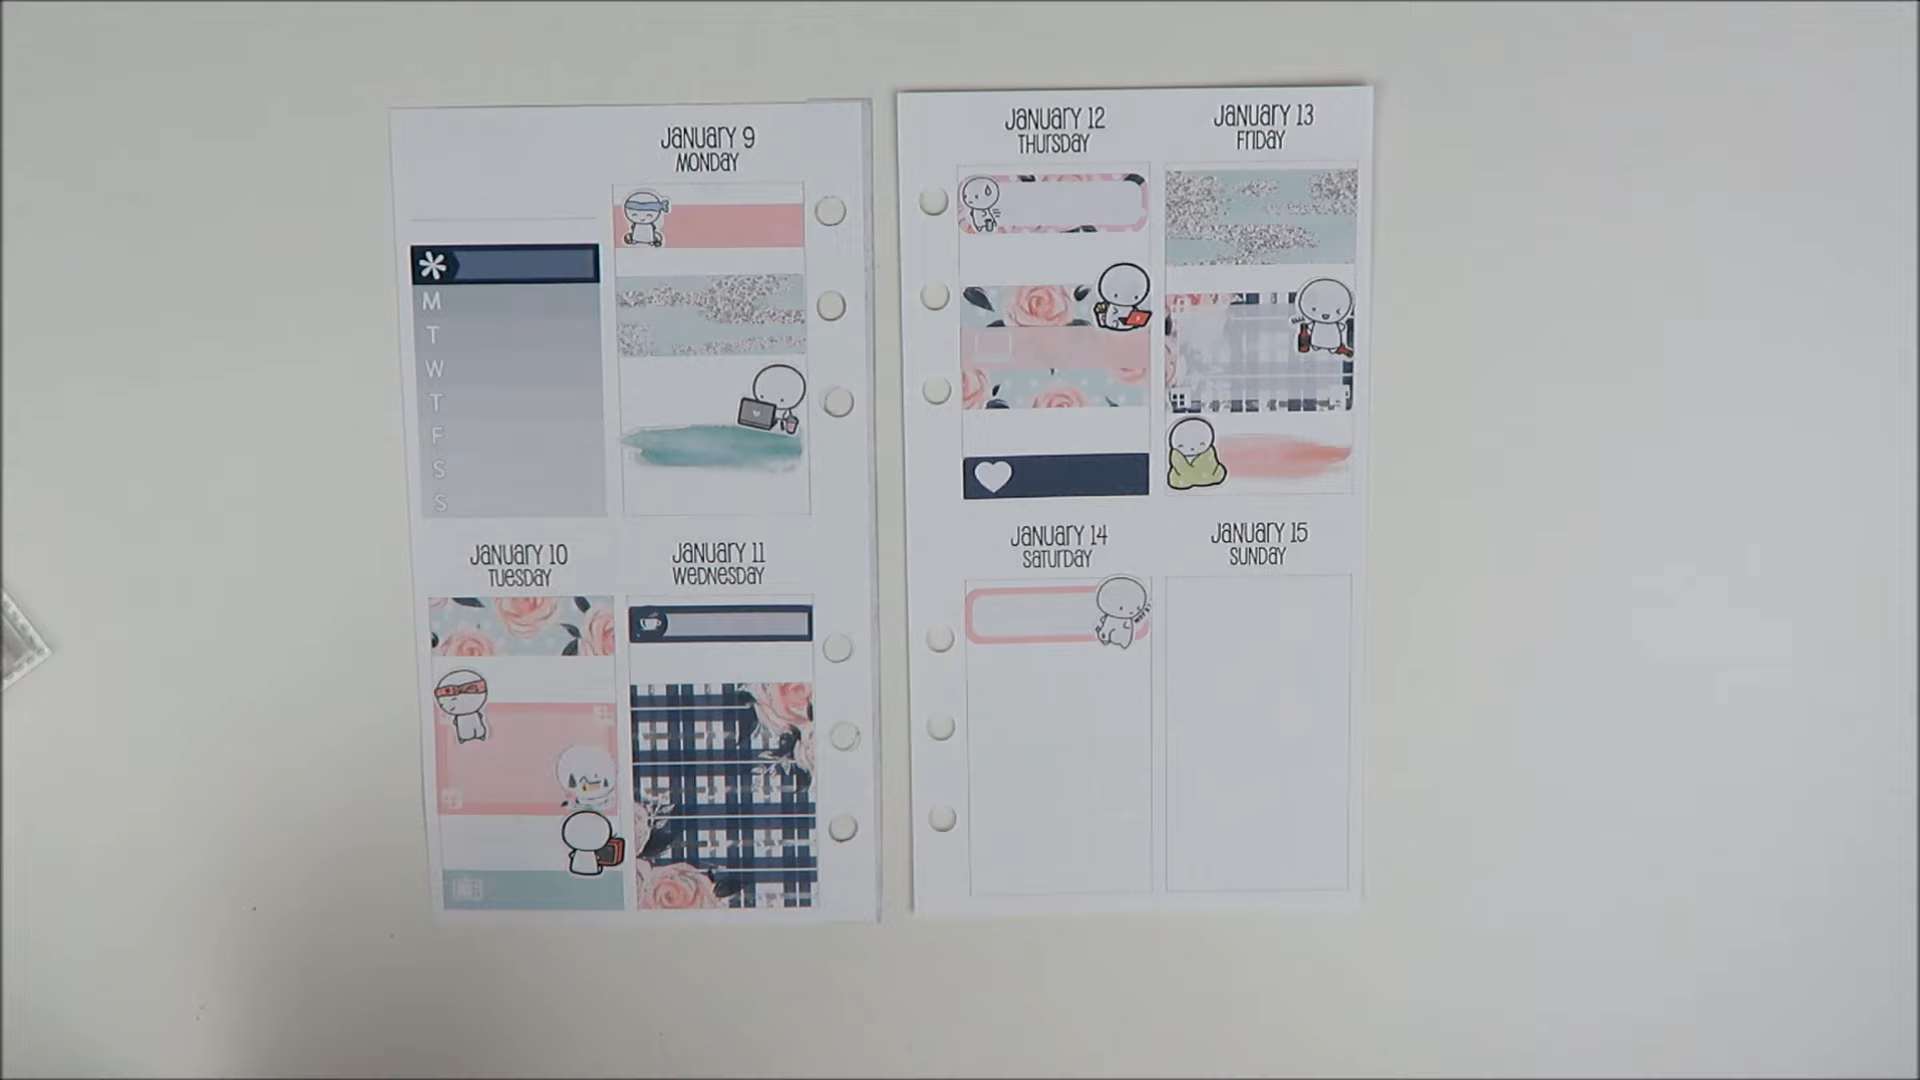 January 9
Monday
M
T
W
T
F
S
S
January 10
Tuesday
January 11
Wednesday
January 12
Thursday
January 13
Friday
January 14
Saturday
January 15
Sunday